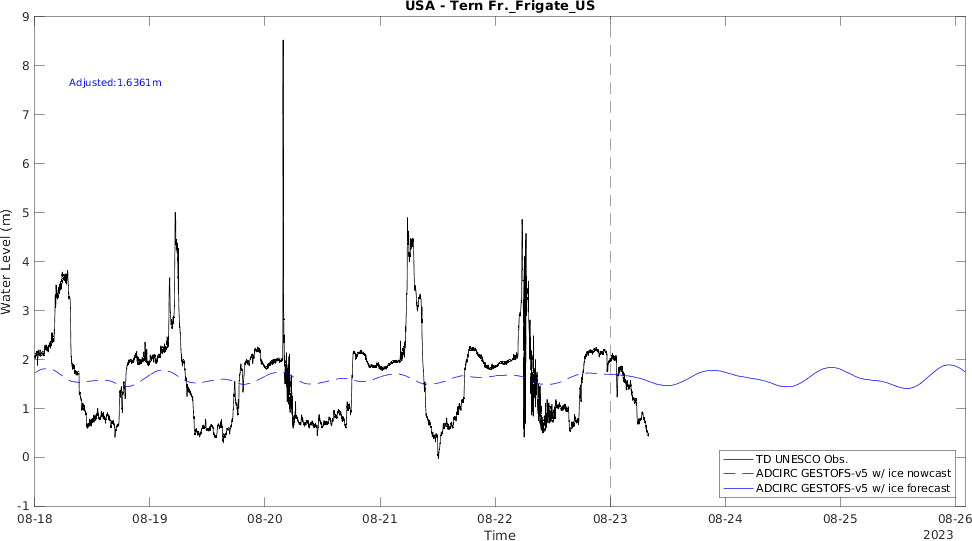 USA - Tern Fr._Frigate_US
9
8
7
6
5
4
3
2
1
0
-1
Water Level (m)
Adjusted:1.6361m
TD UNESCO Obs.
ADCIRC GESTOFS-v5 w/ ice nowcast
ADCIRC GESTOFS-v5 w/ ice forecast
08-18 08-19 08-20 08-21 08-22 08-23 08-24 08-25 08-26
Time
2023